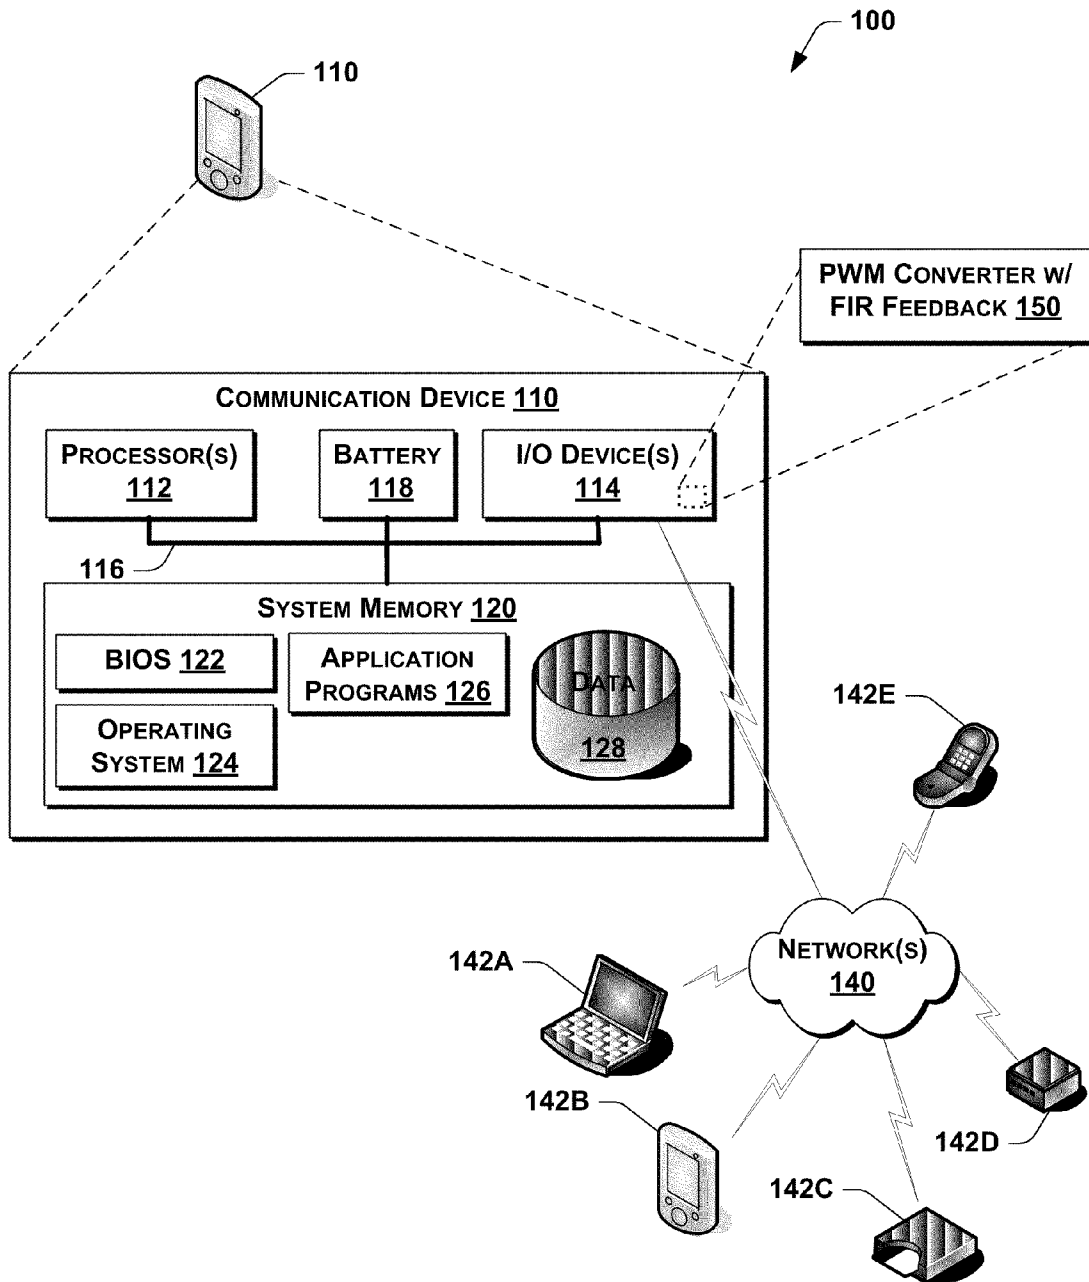 100
110
PWM CONVERTER W/
FIR FEEDBACK 150
COMMUNICATION DEVICE 110
PROCESSOR(S)
112
BATTERY
118
I/O DEVICE(S)
114
116
SYSTEM MEMORY 120
BIOS 122
OPERATING
SYSTEM 124
APPLICATION
PROGRAMS 126
DATA
128
142E
NETWORK(S)
140
142A
142B
142C
142D